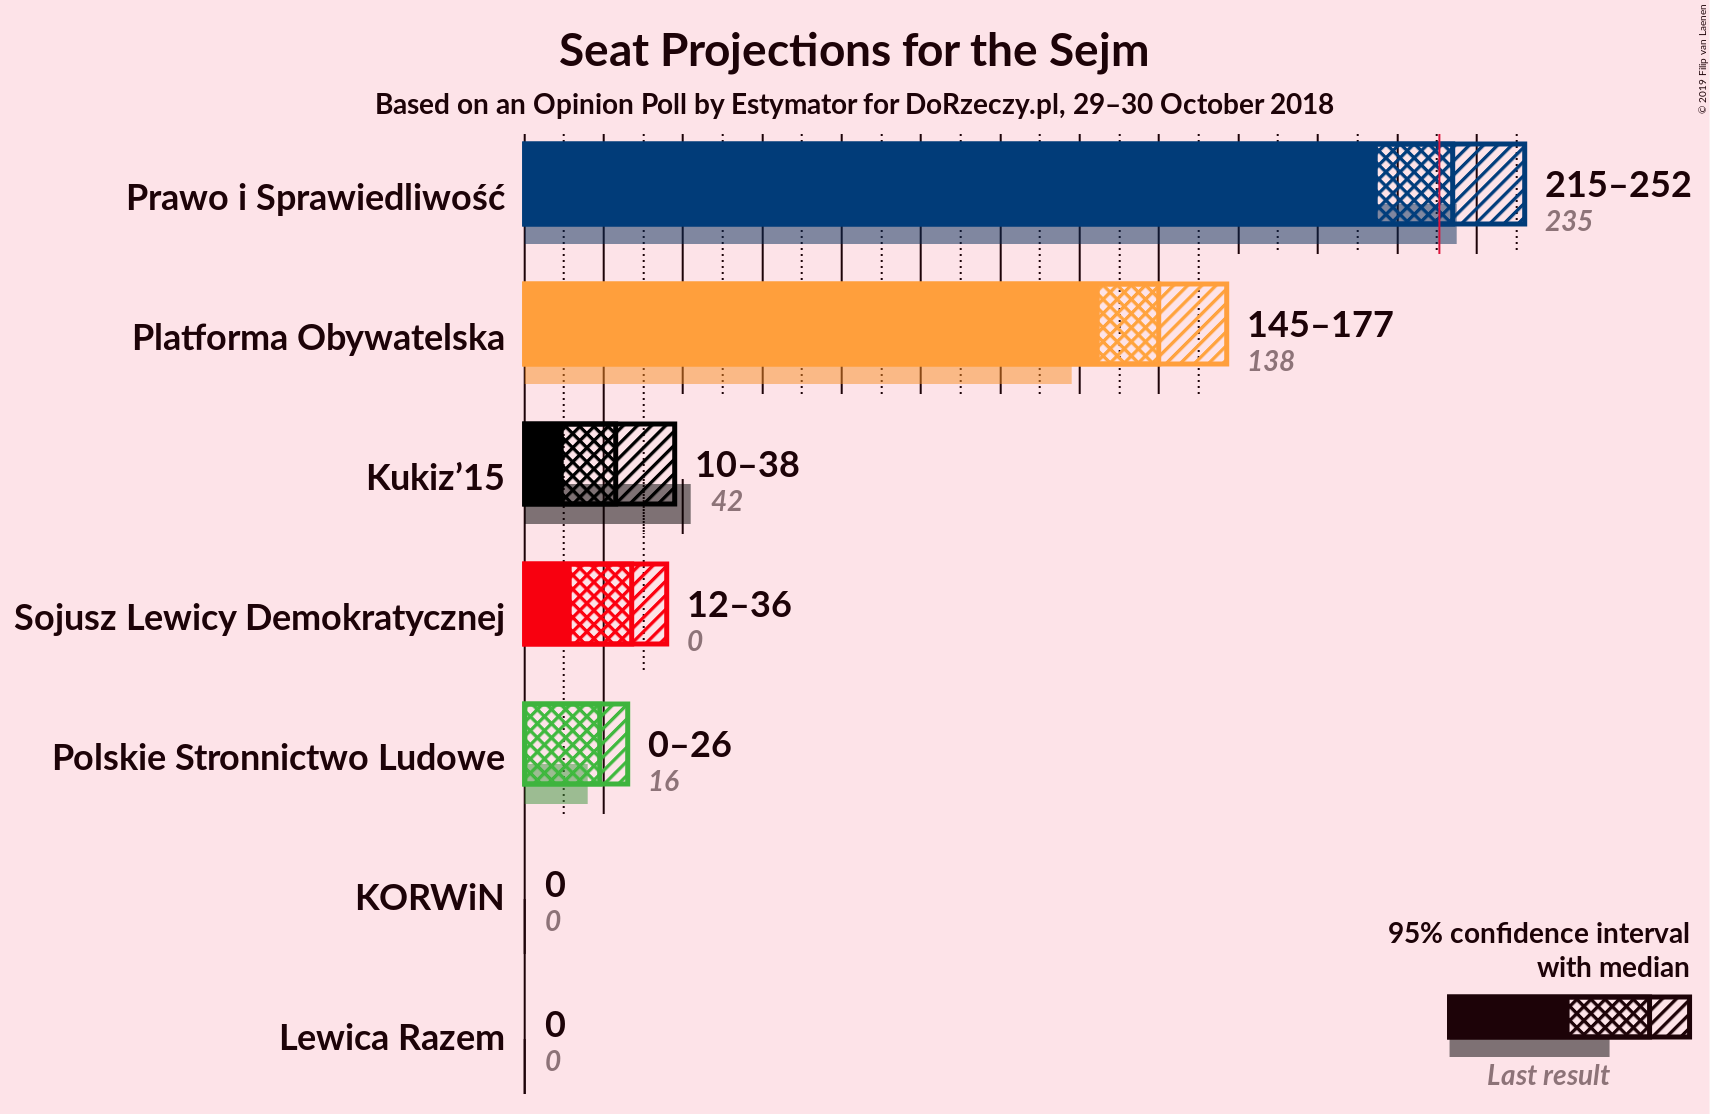 Seat Projections for the Sejm
Based on an Opinion Poll by Estymator for DoRzeczy.pl, 29–30 October 2018
© 2019 Filip van Laenen
Prawo i Sprawiedliwość
215–252
235
Platforma Obywatelska
145–177
138
Kukiz’15
10–38
42
Sojusz Lewicy Demokratycznej
12–36
0
Polskie Stronnictwo Ludowe
0–26
16
KORWiN
0
0
Lewica Razem
0
0
95% confidence interval
with median
Last result